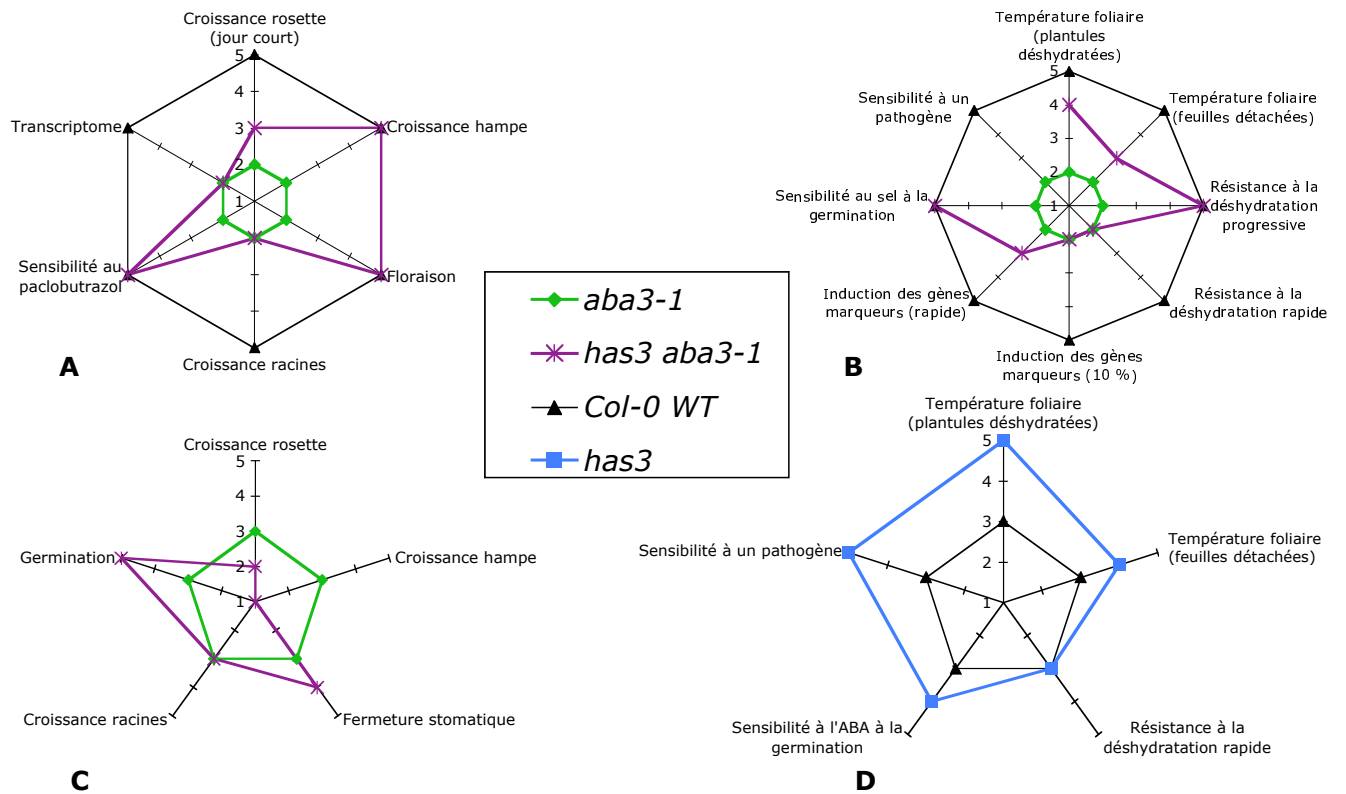 Croissance rosette
(jour court)
5
4
3
2
1
Croissance hampe
Floraison
Croissance racines
Sensibilité au
paclobutrazol
Transcriptome
A
Température foliaire
(plantules
déshydratées)
5
4
3
2
1
Température foliaire
(feuilles détachées)
Résistance à la
déshydratation
progressive
Résistance à la
déshydratation rapide
Induction des gènes
marqueurs (10 %)
Induction des gènes
marqueurs (rapide)
Sensibilité au sel à la
germination
Sensibilité à un
pathogène
B
aba3-1
has3 aba3-1
Col-0 WT
has3
Croissance rosette
5
4
3
2
1
Croissance hampe
Fermeture stomatique
Croissance racines
Germination
C
Température foliaire
(plantules déshydratées)
5
4
3
2
1
Température foliaire
(feuilles détachées)
Résistance à la
déshydratation rapide
Sensibilité à l'ABA à la
germination
Sensibilité à un pathogène
D